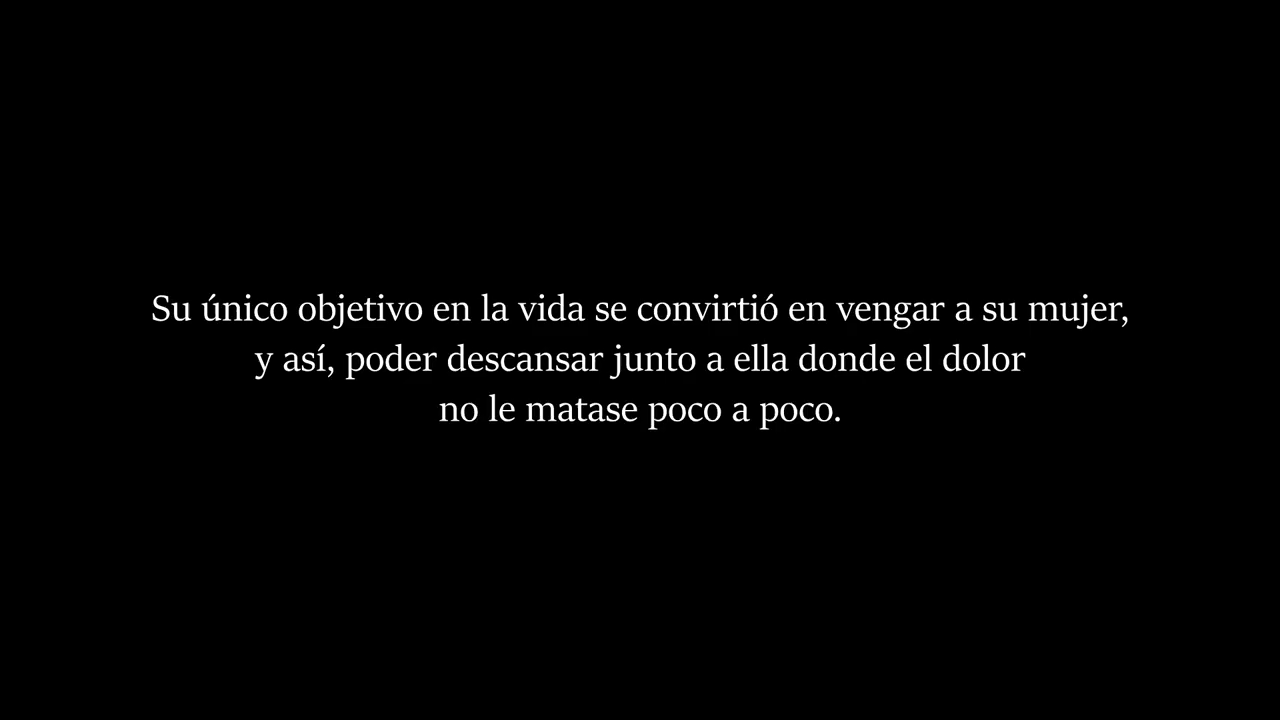 Su único objetivo en la vida se convirtió en vengar a su mujer,
y así, poder descansar junto a ella donde el dolor
no le matase poco a poco.